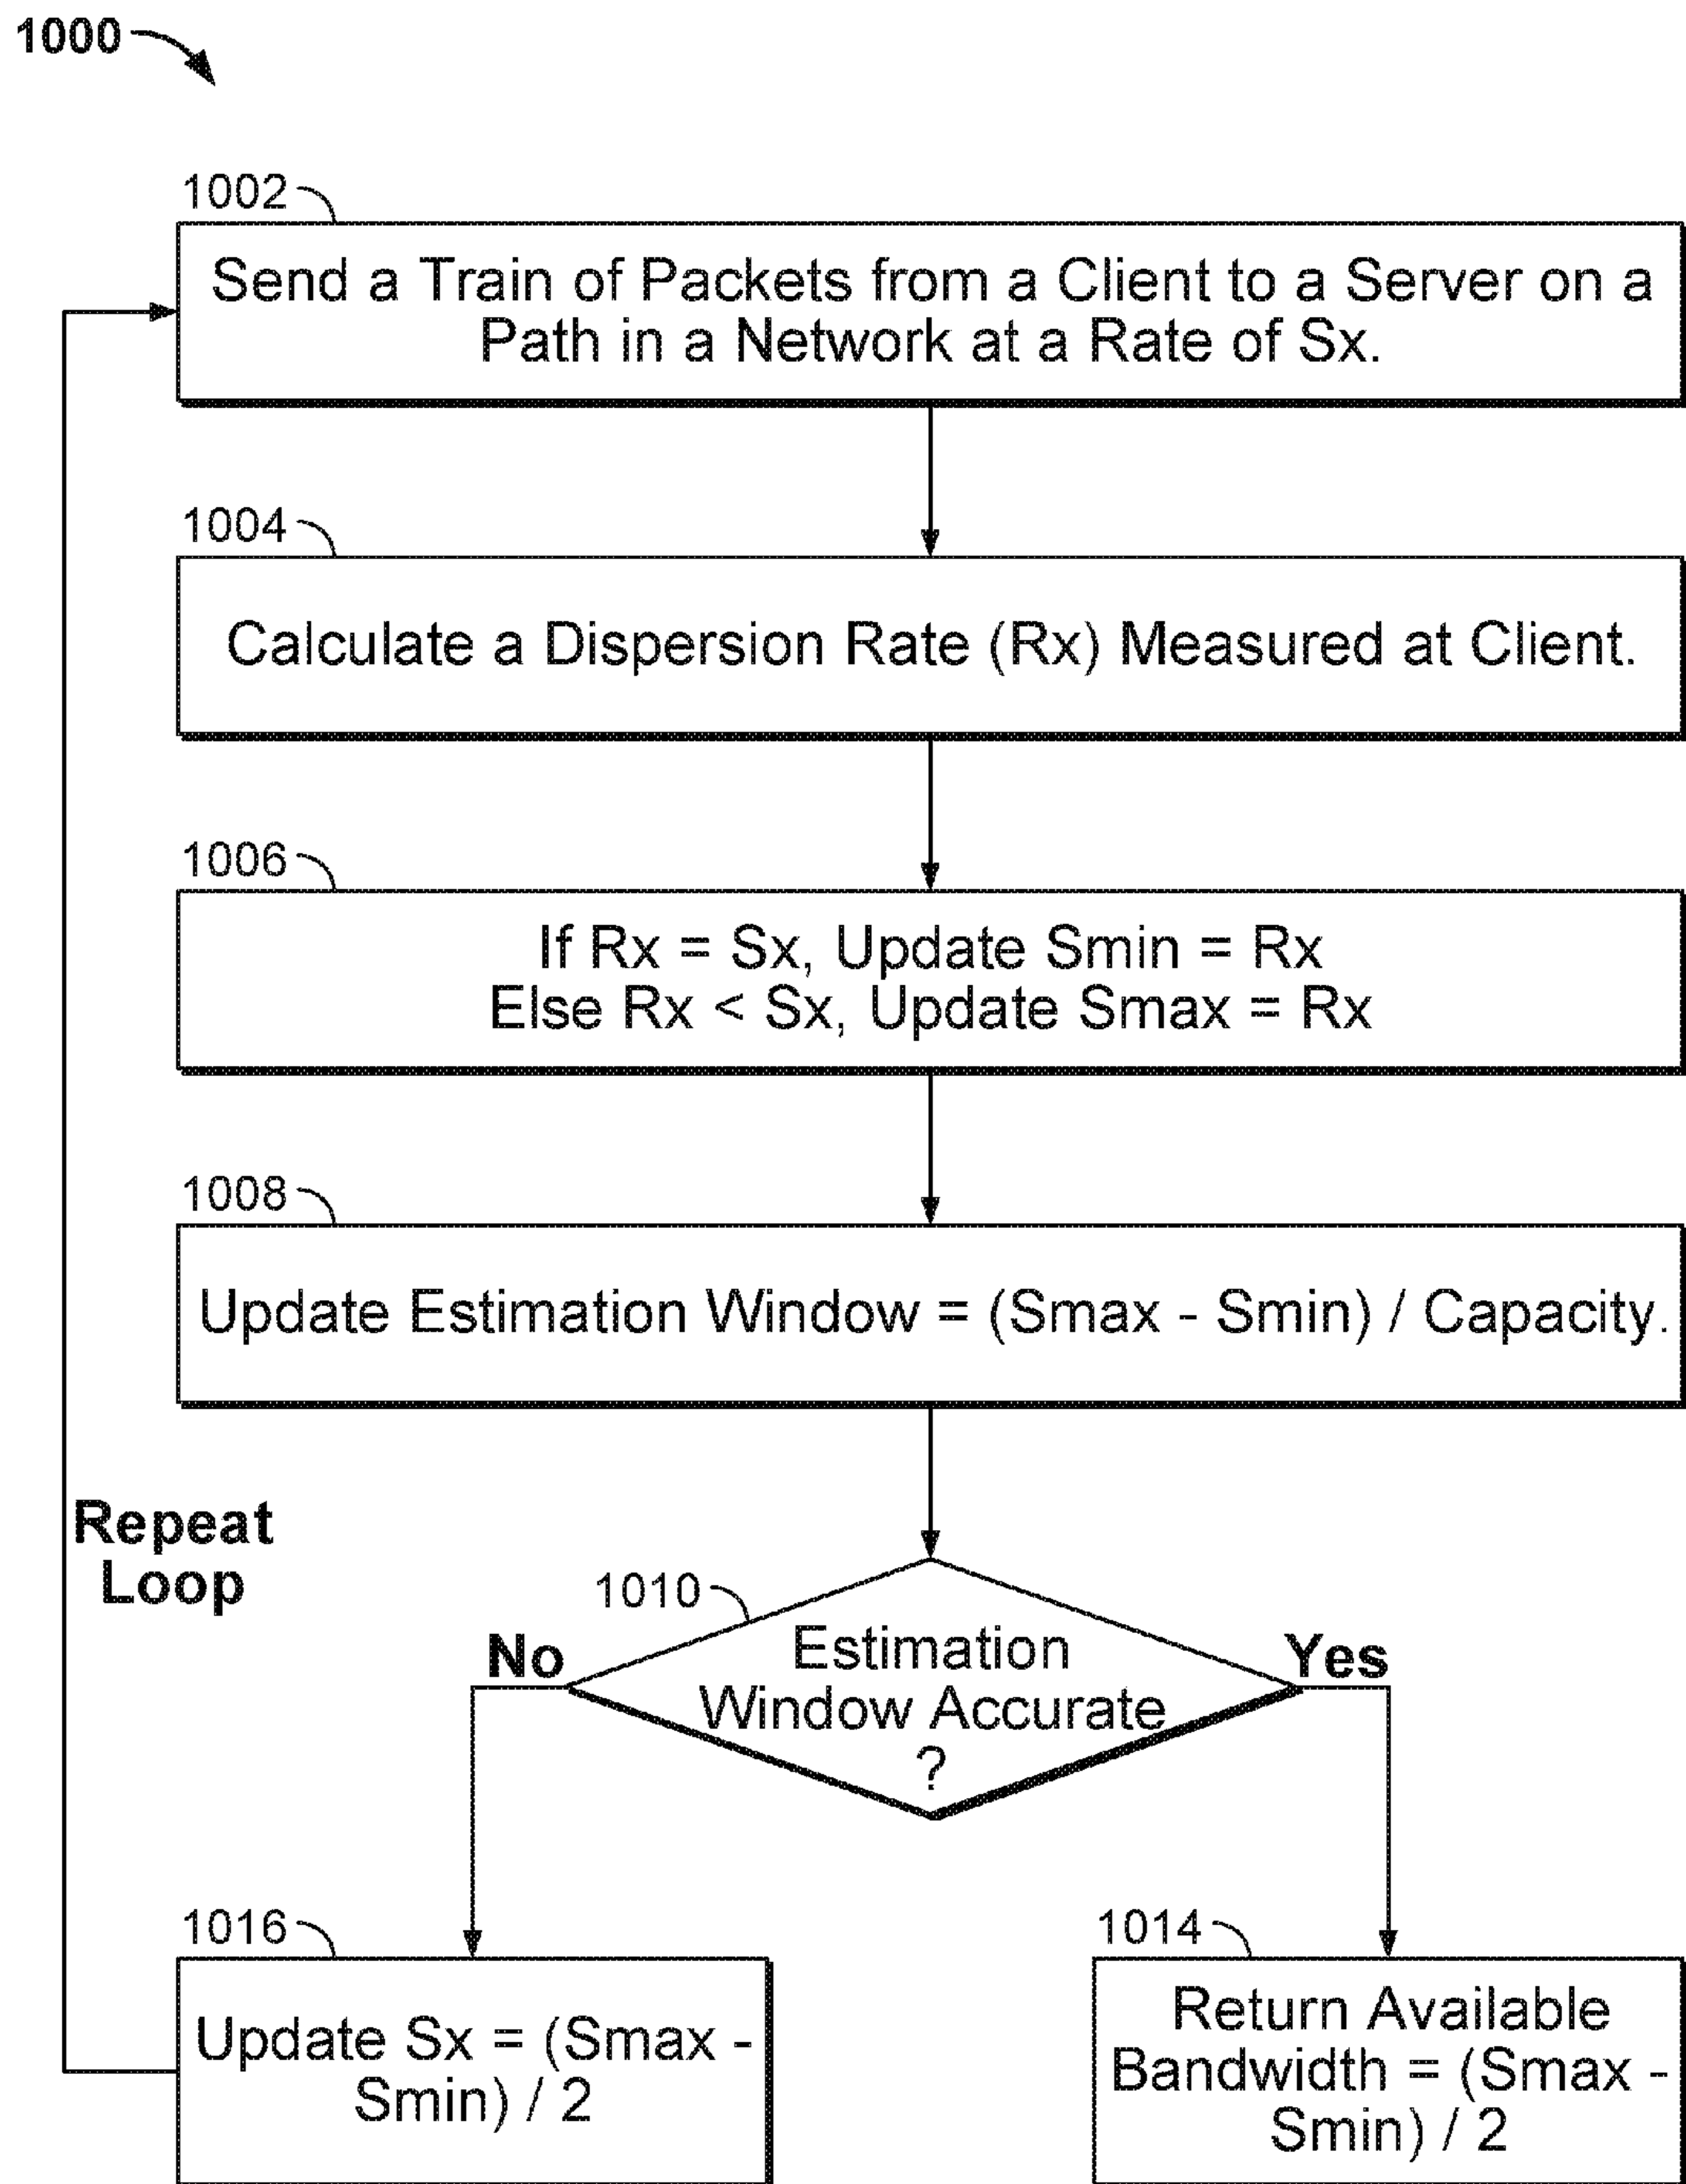 1000
1002
Send a Train of Packets from a Client to a Server on a
Path in a Network at a Rate of Sx.
1004
Calculate a Dispersion Rate (Rx) Measured at Client.
1006
If Rx = Sx, Update Smin = Rx
Else Rx < Sx, Update Smax = Rx
1008
Update Estimation Window = (Smax - Smin) / Capacity.
Repeat
Loop
1010
No
Estimation
Window Accurate
?
Yes
1016
Update Sx = (Smax -
Smin) / 2
1014
Return Available
Bandwidth = (Smax -
Smin) / 2